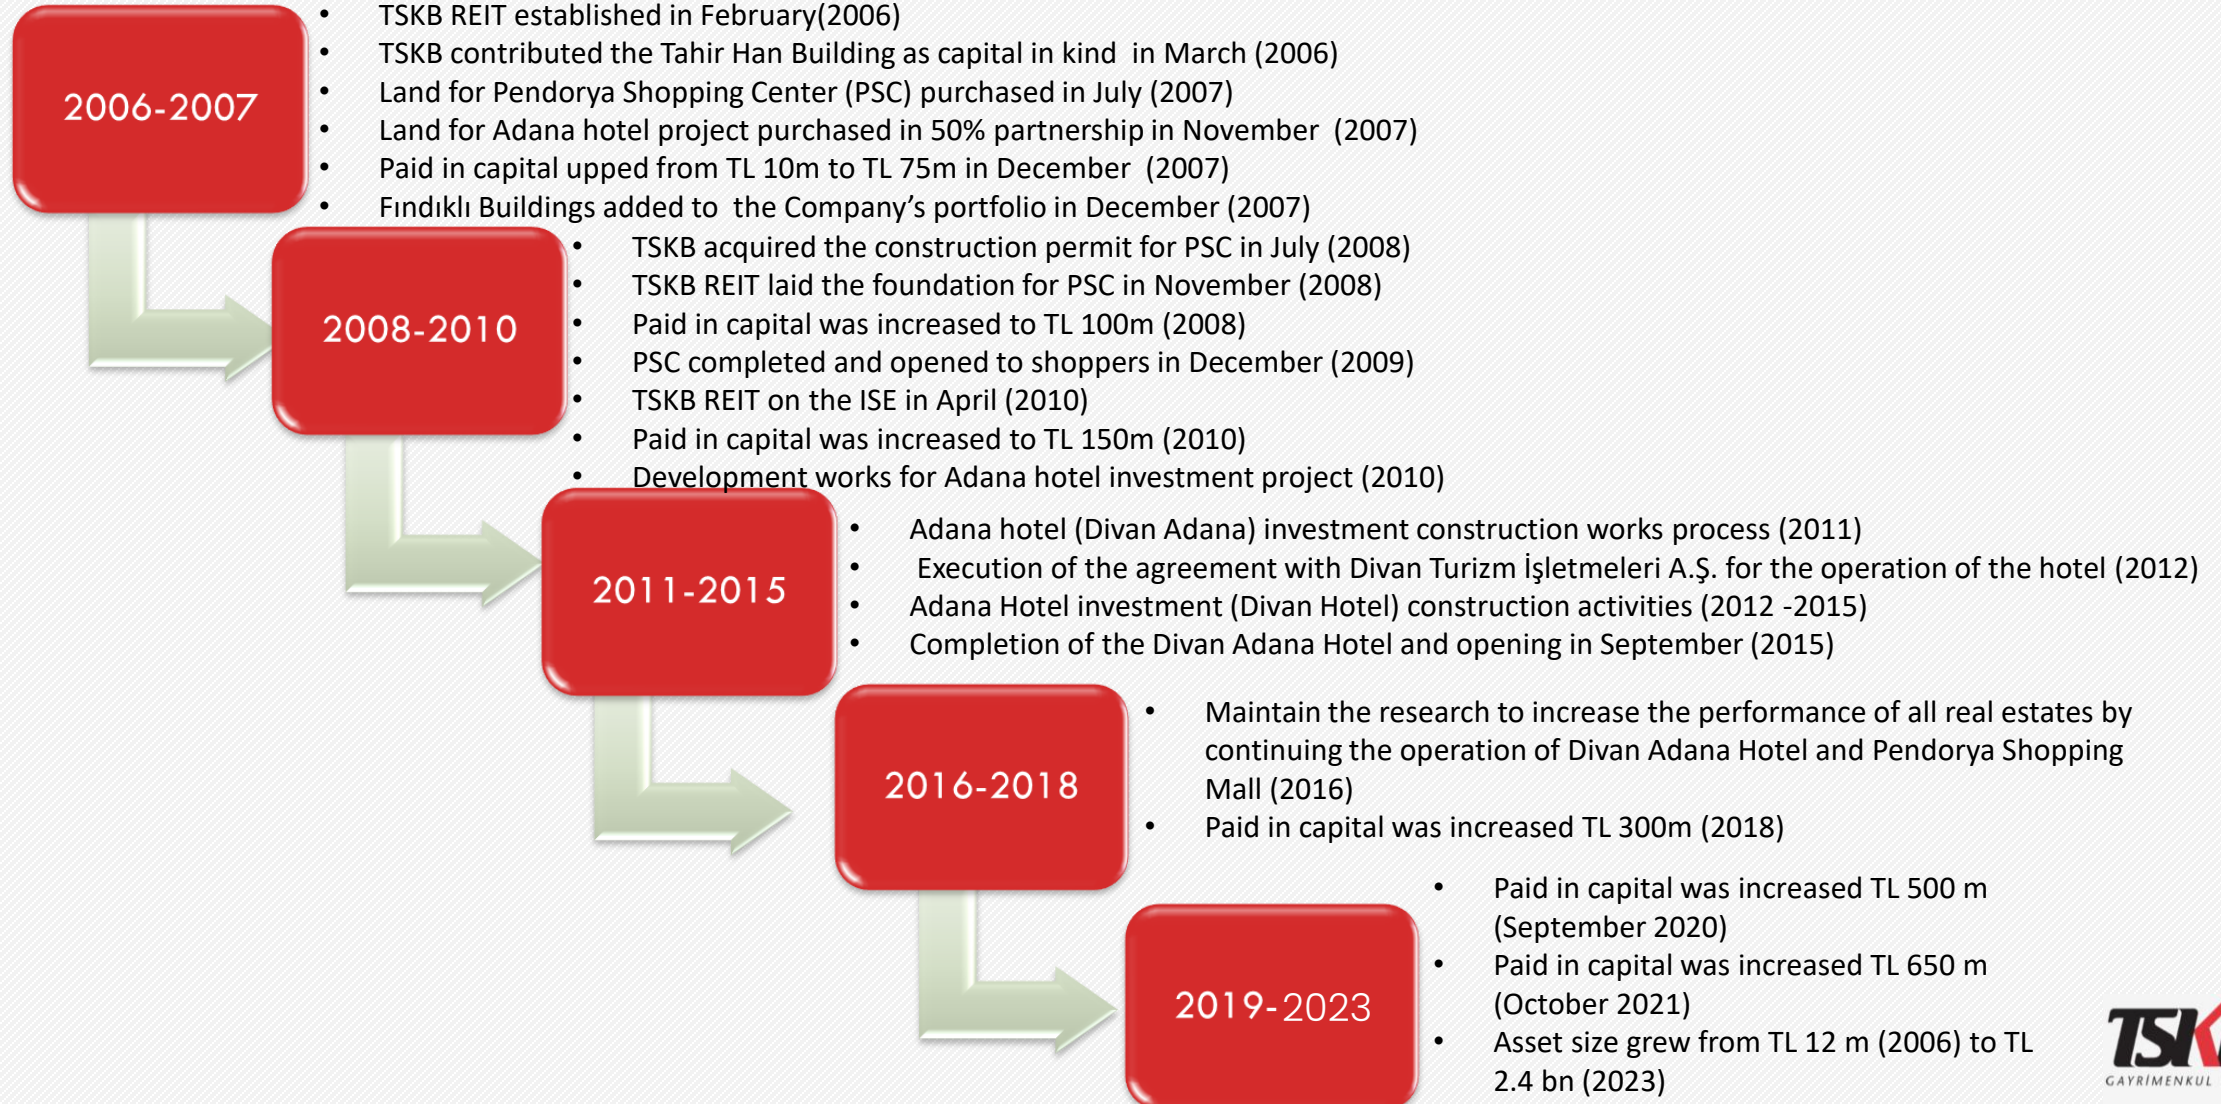 2006-2007
• TSKB REIT established in February(2006)
• TSKB contributed the Tahir Han Building as capital in kind in March (2006)
• Land for Pendorya Shopping Center (PSC) purchased in July (2007)
• Land for Adana hotel project purchased in 50% partnership in November (2007)
• Paid in capital upped from TL 10m to TL 75m in December (2007)
• Fındıklı Buildings added to the Company’s portfolio in December (2007)
2008-2010
• TSKB acquired the construction permit for PSC in July (2008)
• TSKB REIT laid the foundation for PSC in November (2008)
• Paid in capital was increased to TL 100m (2008)
• PSC completed and opened to shoppers in December (2009)
• TSKB REIT on the ISE in April (2010)
• Paid in capital was increased to TL 150m (2010)
• Development works for Adana hotel investment project (2010)
2011-2015
• Adana hotel (Divan Adana) investment construction works process (2011)
• Execution of the agreement with Divan Turizm İşletmeleri A.Ş. for the operation of the hotel (2012)
• Adana Hotel investment (Divan Hotel) construction activities (2012 -2015)
• Completion of the Divan Adana Hotel and opening in September (2015)
2016-2018
• Maintain the research to increase the performance of all real estates by
continuing the operation of Divan Adana Hotel and Pendorya Shopping
Mall (2016)
• Paid in capital was increased TL 300m (2018)
2019-2023
• Paid in capital was increased TL 500 m
(September 2020)
• Paid in capital was increased TL 650 m
(October 2021)
• Asset size grew from TL 12 m (2006) to TL
2.4 bn (2023)
TSK
GAYRİMENKUL